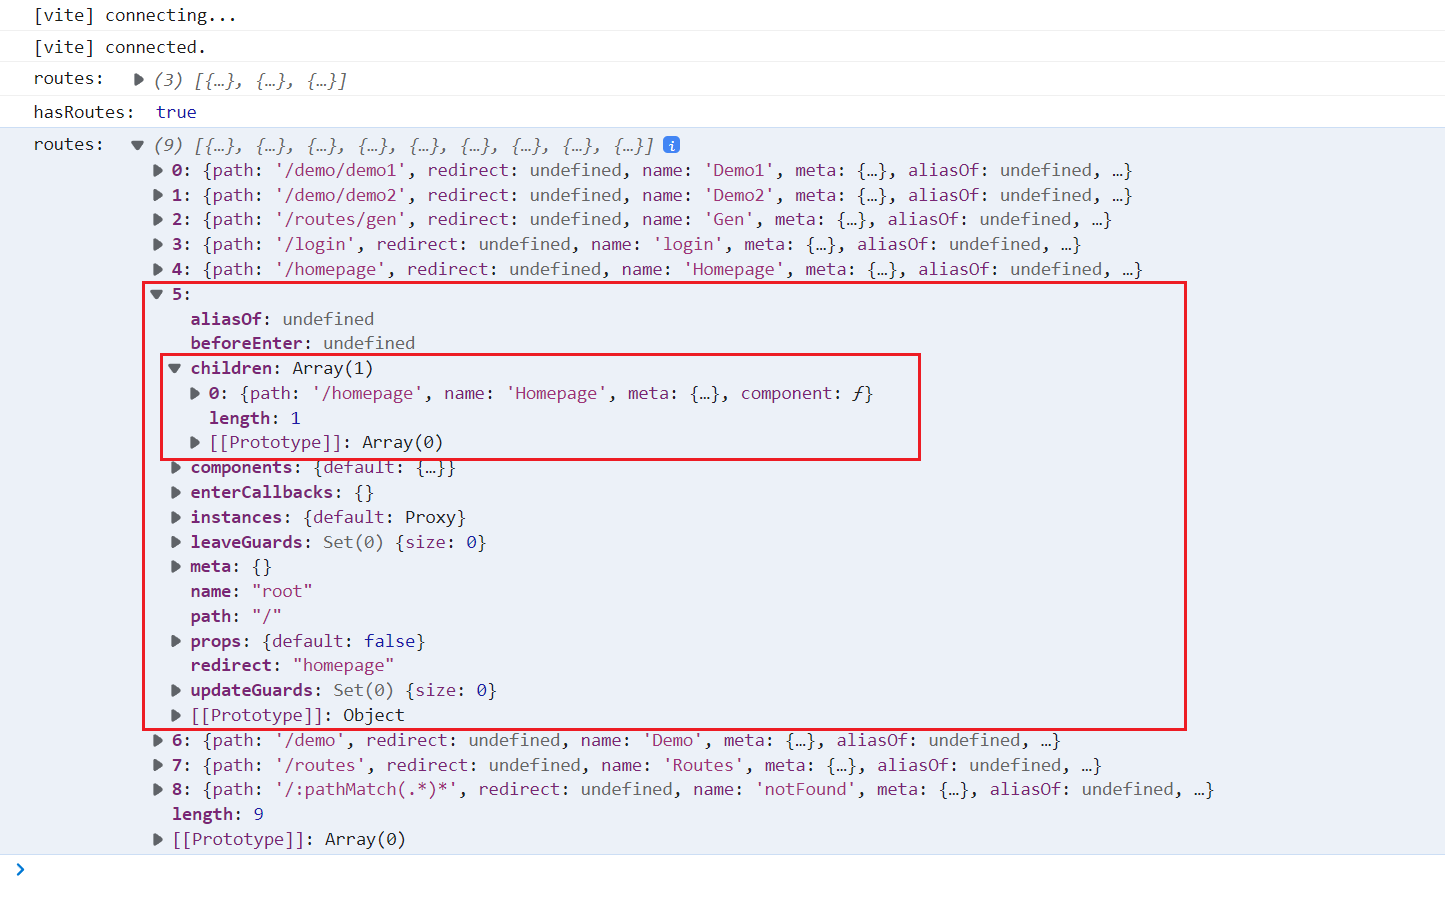 [vite] connecting...
[vite] connected.
routes: (3) [{…}, {…}, {…}]
hasRoutes: true
routes: (9) [{…}, {…}, {…}, {…}, {…}, {…}, {…}, {…}, {…}] i
0: {path: '/demo/demo1', redirect: undefined, name: 'Demo1', meta: {…}, aliasOf: undefined, …}
1: {path: '/demo/demo2', redirect: undefined, name: 'Demo2', meta: {…}, aliasOf: undefined, …}
2: {path: '/routes/gen', redirect: undefined, name: 'Gen', meta: {…}, aliasOf: undefined, …}
3: {path: '/login', redirect: undefined, name: 'login', meta: {…}, aliasOf: undefined, …}
4: {path: '/homepage', redirect: undefined, name: 'Homepage', meta: {…}, aliasOf: undefined, …}
5:
aliasOf: undefined
beforeEnter: undefined
children: Array(1)
0: {path: '/homepage', name: 'Homepage', meta: {…}, component: ƒ}
length: 1
[[Prototype]]: Array(0)
components: {default: {…}}
enterCallbacks: {}
instances: {default: Proxy}
leaveGuards: Set(0) {size: 0}
meta: {}
name: "root"
path: "/"
props: {default: false}
redirect: "homepage"
updateGuards: Set(0) {size: 0}
[[Prototype]]: Object
6: {path: '/demo', redirect: undefined, name: 'Demo', meta: {…}, aliasOf: undefined, …}
7: {path: '/routes', redirect: undefined, name: 'Routes', meta: {…}, aliasOf: undefined, …}
8: {path: '/:pathMatch(.*)*', redirect: undefined, name: 'notFound', meta: {…}, aliasOf: undefined, …}
length: 9
[[Prototype]]: Array(0)